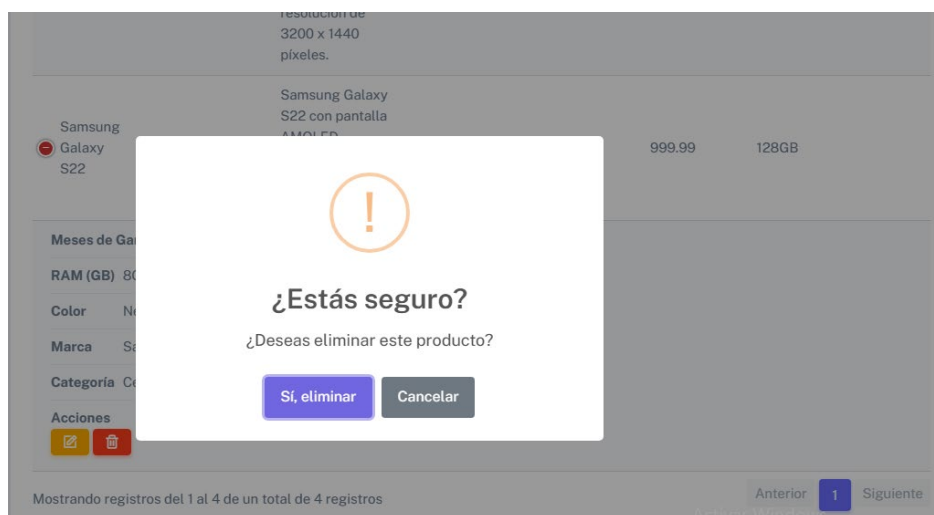 resolución de
3200 x 1440
píxeles.
Samsung Galaxy
S22 con pantalla
AMOLED
Samsung
Galaxy
S22
999.99
128GB
¿Estás seguro?
¿Deseas eliminar este producto?
Sí, eliminar
Cancelar
Meses de
RAM (GB)
Color
Marca
Categoría
Acciones
Mostrando registros del 1 al 4 de un total de 4 registros
Anterior
1
Siguiente